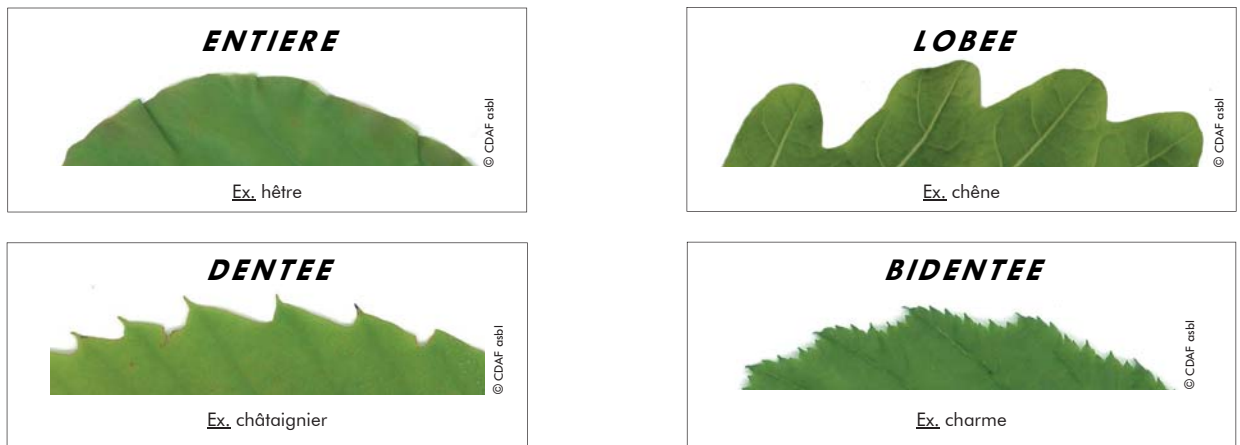 ENTIERE
© CDAF asbl
Ex. hêtre
LOBEE
© CDAF asbl
Ex. chêne
DENTEE
© CDAF asbl
Ex. châtaignier
BIDENTEE
© CDAF asbl
Ex. charme